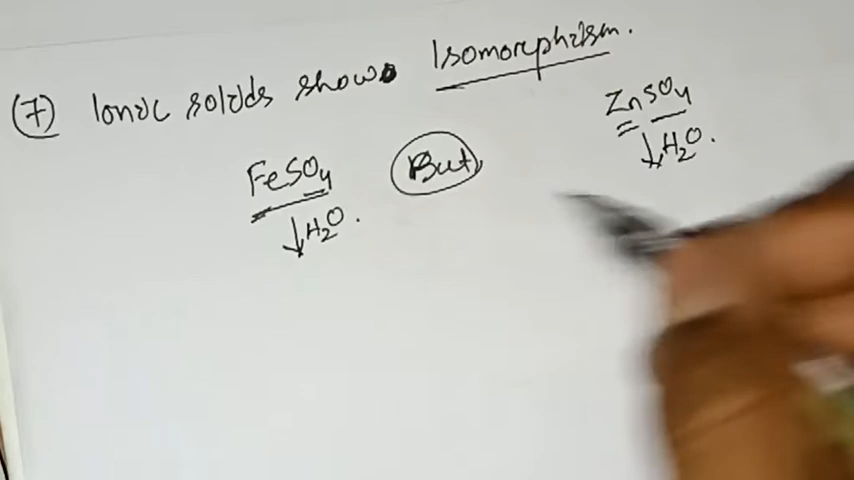 (7) Ionic solids shows Isomorphism.
FeSO4 But, ZnSO4
↓H2O. ↓H2O.